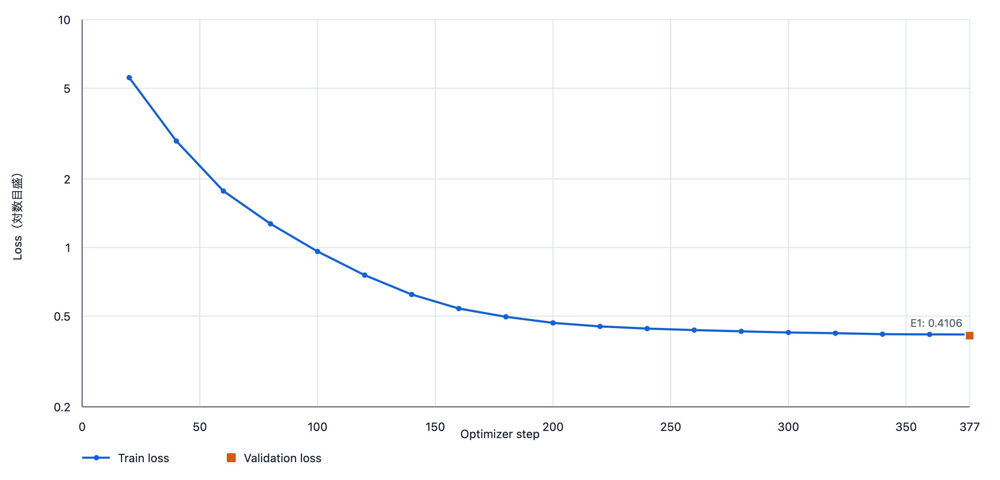 10
5
2
1
0.5
0.2
Loss（対数目盛）
E1: 0.4106
0 50 100 150 200 250 300 350 377
Optimizer step
Train loss Validation loss